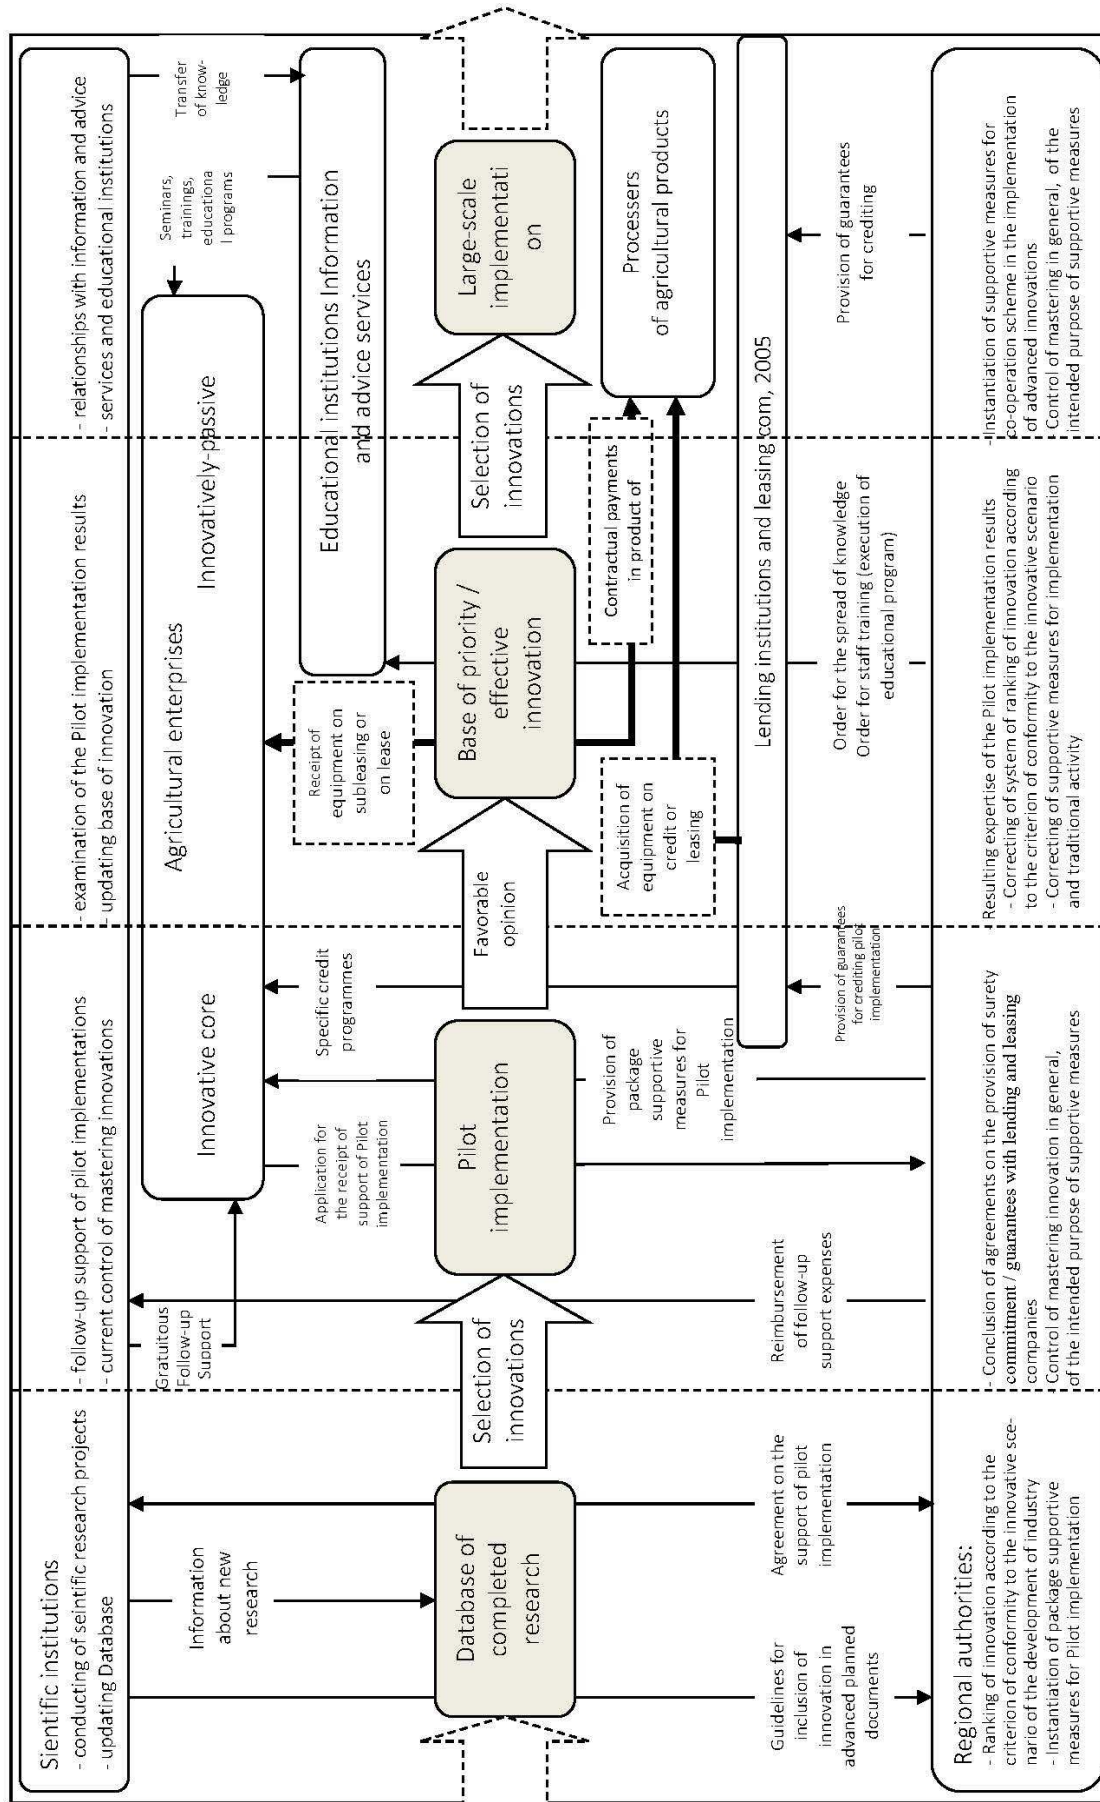 Sientific institutions
- conducting of seintific research projects
- updating Database
- follow-up support of pilot implementations
- current control of mastering innovations
- examination of the Pilot implementation results
- updating base of innovation
- relationships with information and advice
- services and educational institutions
Information
about new
research
Gratuitous
Follow-up
Support
Innovative core
Agricultural enterprises
Innovatively-passive
Seminars,
trainings,
educationa
l programs
Transfer
of know-
ledge
Application for
the receipt of
support of Pilot
implementation
Specific credit
programmes
Receipt of
equipment on
subleasing or
on lease
Educational institutions Information
and advice services
Database of
completed
research
Selection of
innovations
Pilot
implementation
Favorable
opinion
Base of priority /
effective
innovation
Selection of
innovations
Large-scale
implementati
on
Guidelines for
inclusion of
innovation in
advanced planned
documents
Agreement on the
support of pilot
implementation
Reimbursement
of follow-up
support expenses
Provision of
package
supportive
measures for
Pilot
implementation
Acquisition of
equipment on
credit or
leasing
Contractual payments
in product of
Processers
of agricultural products
Lending institutions and leasing com, 2005
Provision of guarantees
for crediting pilot
implementation
Order for the spread of knowledge
Order for staff training (execution of
educational program)
Provision of guarantees
for crediting
Regional authorities:
- Ranking of innovation according to the
criterion of conformity to the innovative sce-
nario of the development of industry
- Instantiation of package supportive
measures for Pilot implementation
- Conclusion of agreements on the provision of surety
commitment / guarantees with lending and leasing
companies
- Control of mastering innovation in general,
of the intended purpose of supportive measures
- Resulting expertise of the Pilot implementation results
- Correcting of system of ranking of innovation according
to the criterion of conformity to the innovative scenario
- Correcting of supportive measures for implementation
and traditional activity
- Instantiation of supportive measures for
co-operation scheme in the implementation
of advanced innovations
- Control of mastering in general, of the
intended purpose of supportive measures